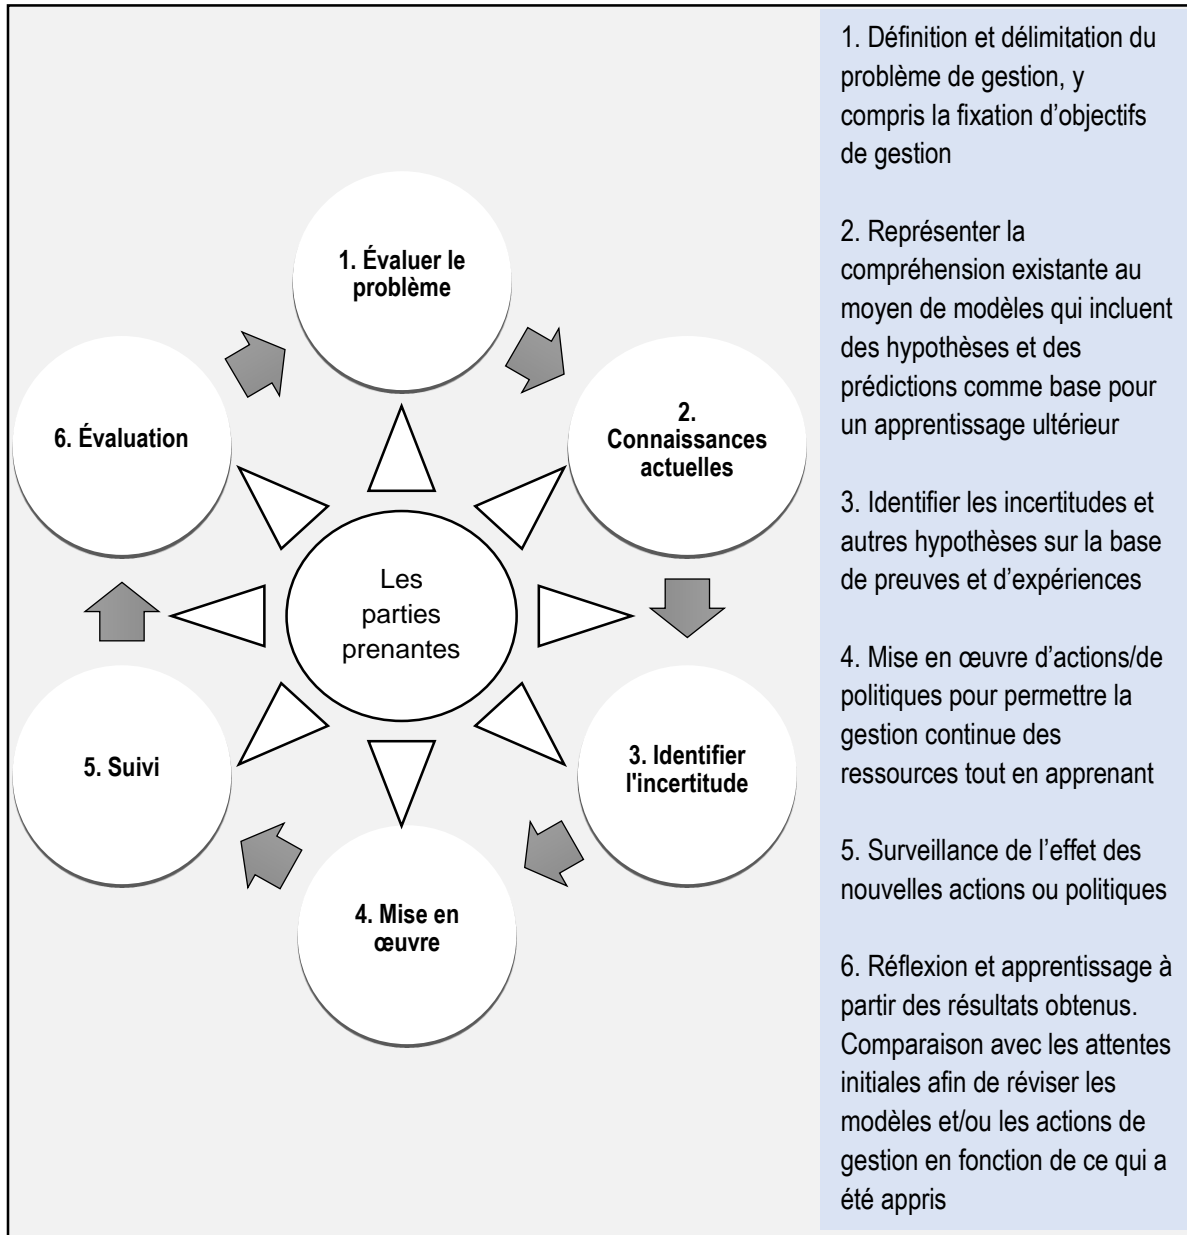 1. Évaluer le
problème
2.
Connaissances
actuelles
3. Identifier
l'incertitude
4. Mise en
œuvre
5. Suivi
6. Évaluation
Les
parties
prenantes
1. Définition et délimitation du
problème de gestion, y
compris la fixation d’objectifs
de gestion
2. Représenter la
compréhension existante au
moyen de modèles qui incluent
des hypothèses et des
prédictions comme base pour
un apprentissage ultérieur
3. Identifier les incertitudes et
autres hypothèses sur la base
de preuves et d’expériences
4. Mise en œuvre d’actions/de
politiques pour permettre la
gestion continue des
ressources tout en apprenant
5. Surveillance de l’effet des
nouvelles actions ou politiques
6. Réflexion et apprentissage à
partir des résultats obtenus.
Comparaison avec les attentes
initiales afin de réviser les
modèles et/ou les actions de
gestion en fonction de ce qui a
été appris